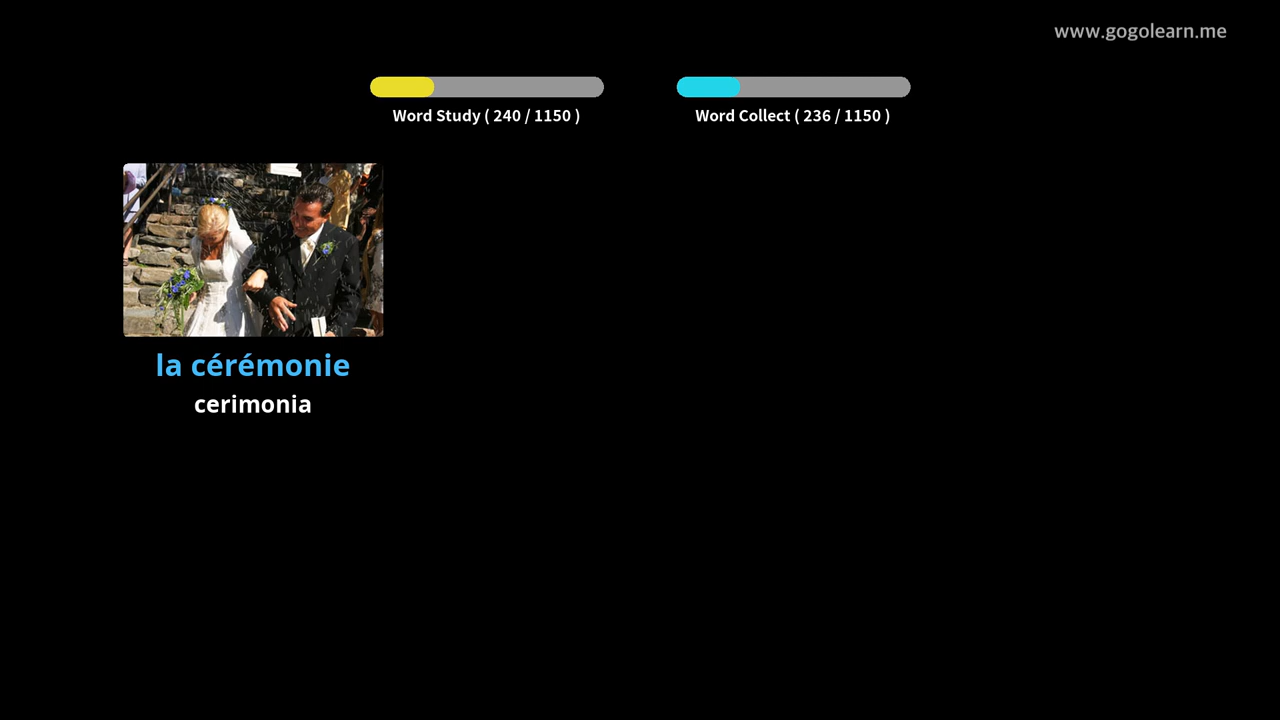 www.gogolearn.me
Word Study ( 240 / 1150 )
Word Collect ( 236 / 1150 )
la cérémonie
cerimonia